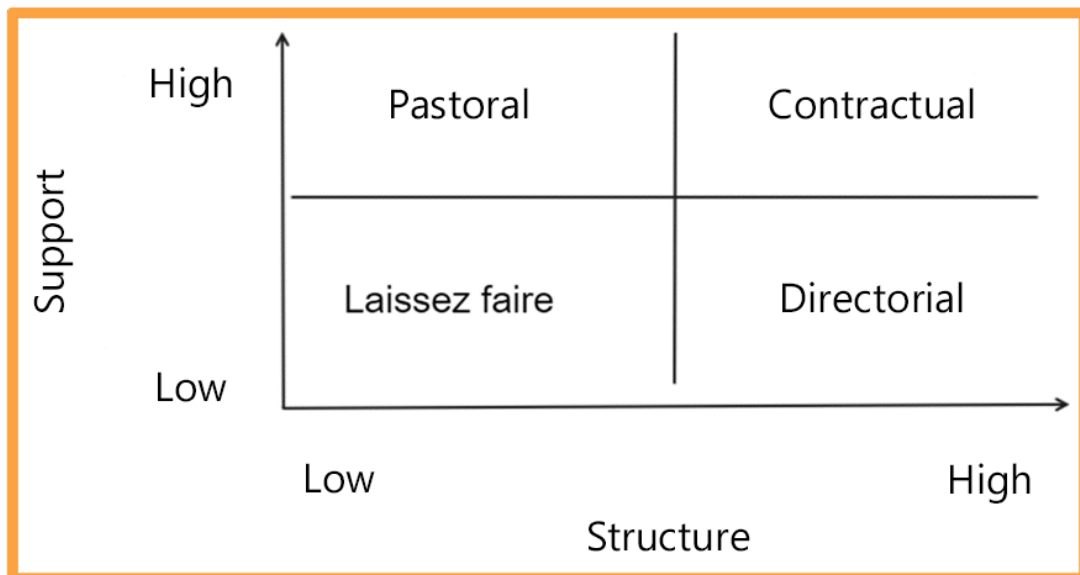 High
Pastoral
Contractual
Support
Laissez faire
Directorial
Low
Low
High
Structure